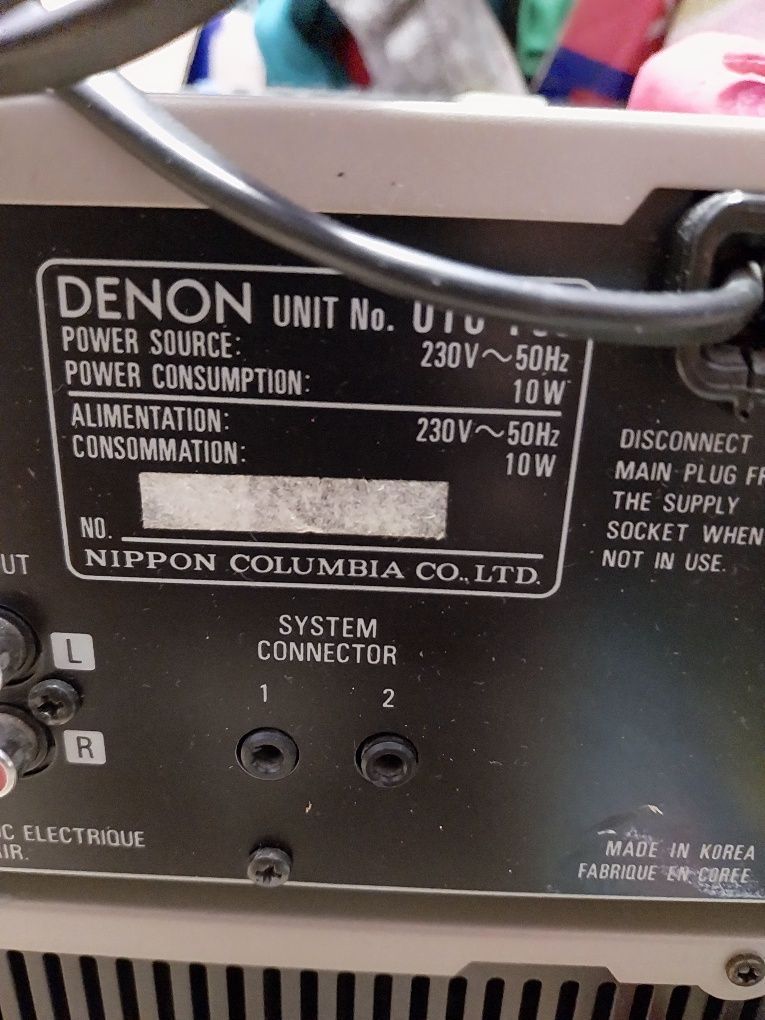 DENON UNIT No.
POWER SOURCE: 230V～50Hz
POWER CONSUMPTION: 10W
ALIMENTATION: 230V～50Hz
CONSOMMATION: 10W
NO.
NIPPON COLUMBIA CO., LTD.
DISCONNECT
MAIN PLUG
THE SUPPLY
SOCKET WHEN
NOT IN USE.
UT
L
R
SYSTEM
CONNECTOR
1 2
ELECTRIQUE
MADE IN KOREA
FABRIQUE EN COREE